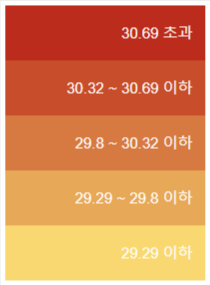 30.69 초과
30.32 ~ 30.69 이하
29.8 ~ 30.32 이하
29.29 ~ 29.8 이하
29.29 이하